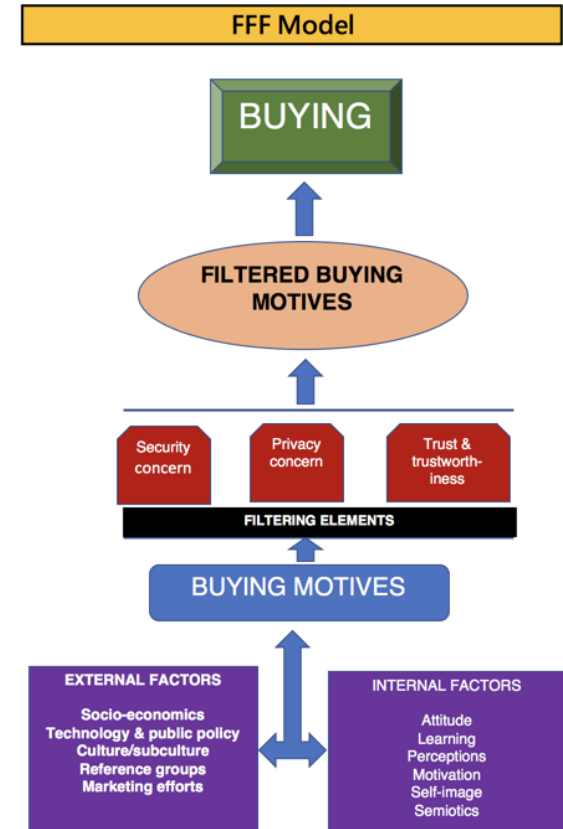 FFF Model
BUYING
FILTERED BUYING
MOTIVES
Security
concern
Privacy
concern
Trust &
trustworth-
iness
FILTERING ELEMENTS
BUYING MOTIVES
EXTERNAL FACTORS
Socio-economics
Technology & public policy
Culture/subculture
Reference groups
Marketing efforts
INTERNAL FACTORS
Attitude
Learning
Perceptions
Motivation
Self-image
Semiotics